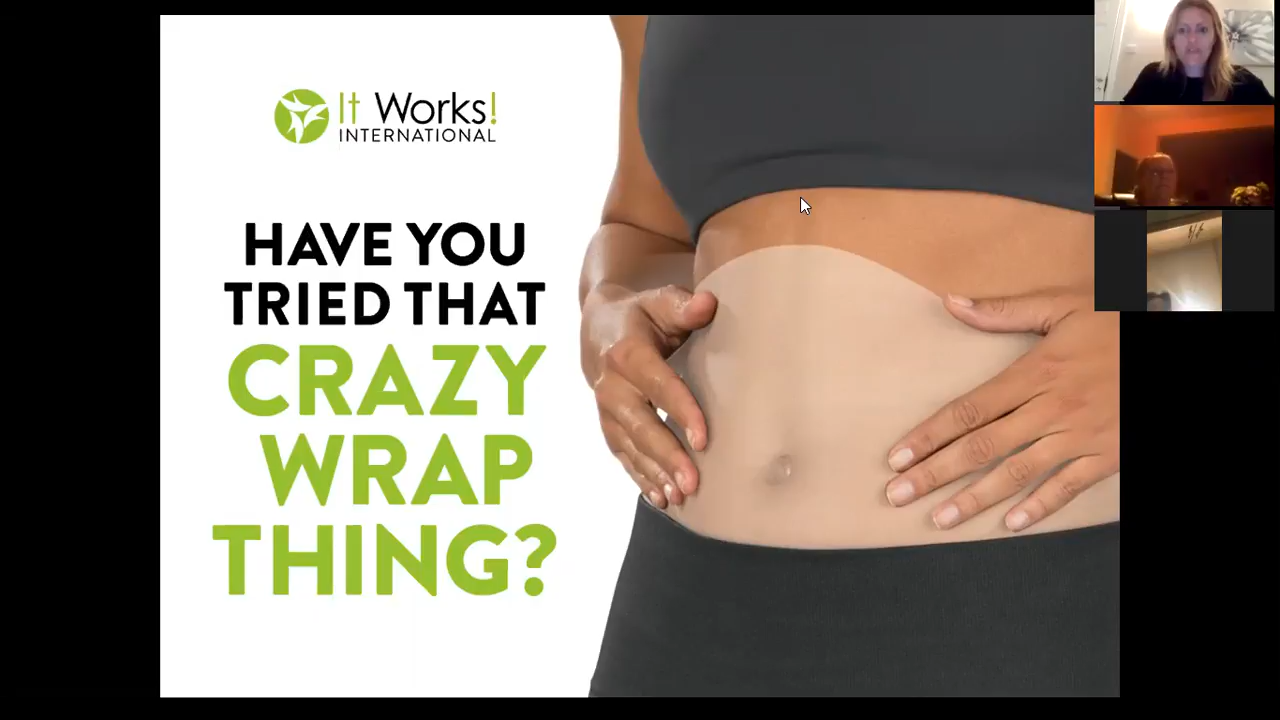 It Works!
INTERNATIONAL
HAVE YOU
TRIED THAT
CRAZY
WRAP
THING?